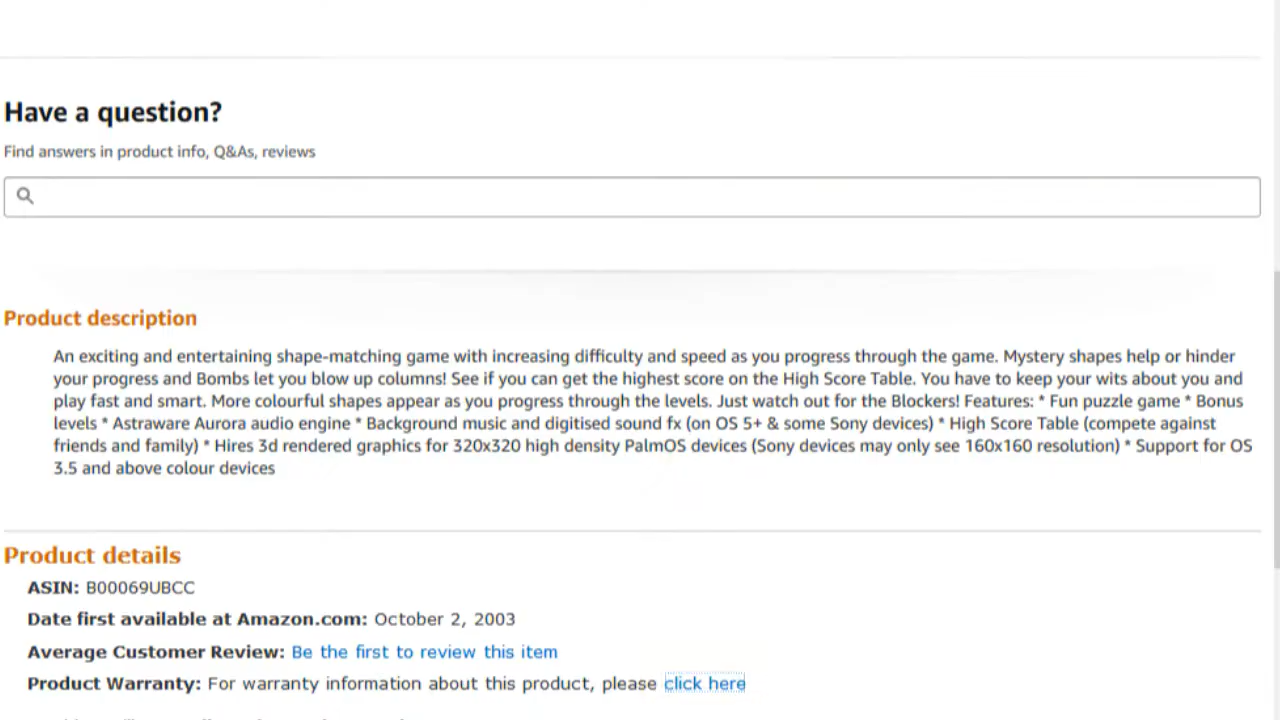 Have a question?
Find answers in product info, Q&As, reviews
Product description
An exciting and entertaining shape-matching game with increasing difficulty and speed as you progress through the game. Mystery shapes help or hinder
your progress and Bombs let you blow up columns! See if you can get the highest score on the High Score Table. You have to keep your wits about you and
play fast and smart. More colourful shapes appear as you progress through the levels. Just watch out for the Blockers! Features: * Fun puzzle game * Bonus
levels * Astraware Aurora audio engine * Background music and digitised sound fx (on OS 5+ & some Sony devices) * High Score Table (compete against
friends and family) * Hires 3d rendered graphics for 320x320 high density PalmOS devices (Sony devices may only see 160x160 resolution) * Support for OS
3.5 and above colour devices
Product details
ASIN: B00069UBCC
Date first available at Amazon.com: October 2, 2003
Average Customer Review: Be the first to review this item
Product Warranty: For warranty information about this product, please click here